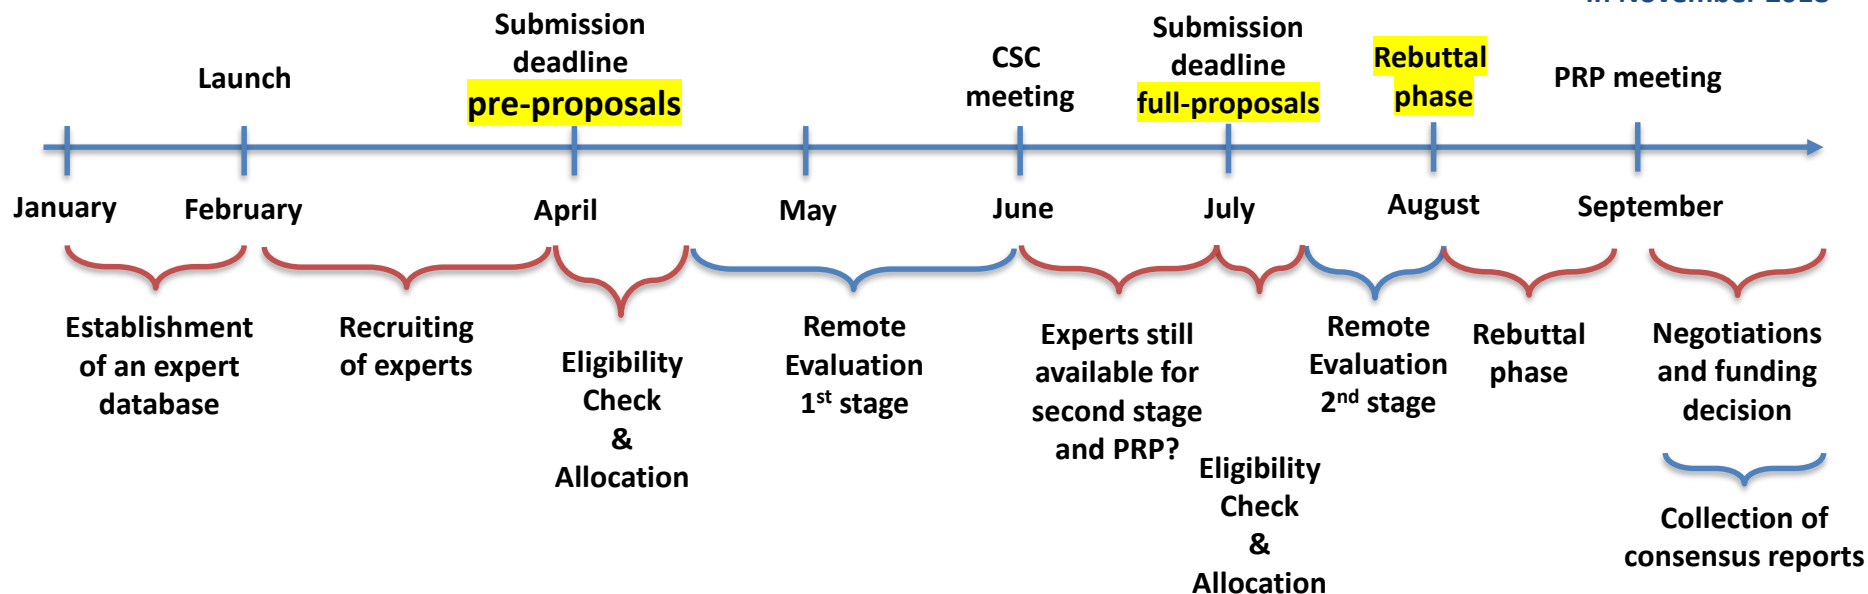 in November 2018
Launch
Submission
deadline
pre-proposals
CSC
meeting
Submission
deadline
full-proposals
Rebuttal
phase
PRP meeting
January
February
April
May
June
July
August
September
Establishment
of an expert
database
Recruiting
of experts
Eligibility
Check
&
Allocation
Remote
Evaluation
1st stage
Experts still
available for
second stage
and PRP?
Eligibility
Check
&
Allocation
Remote
Evaluation
2nd stage
Rebuttal
phase
Negotiations
and funding
decision
Collection of
consensus reports